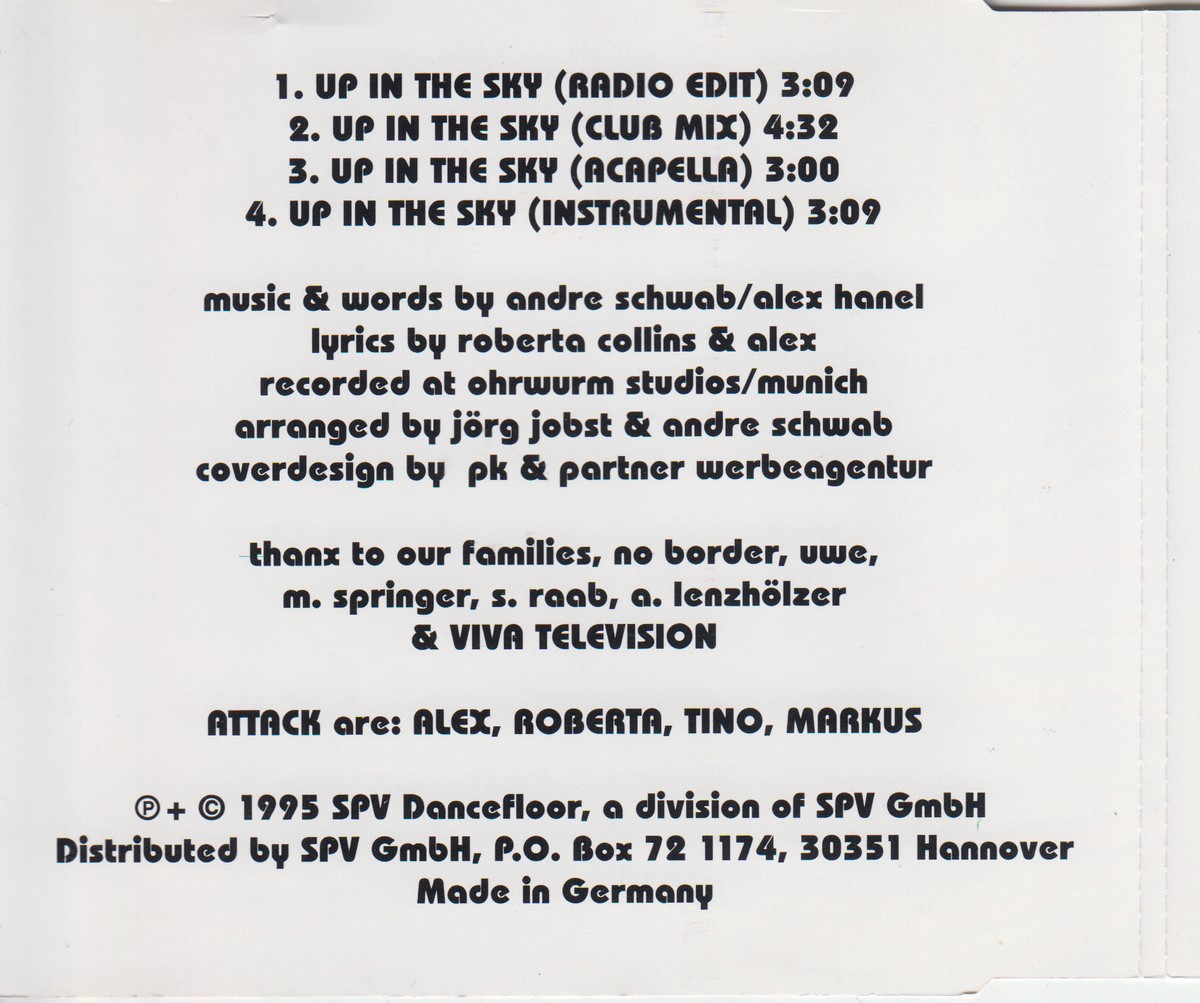 1. UP IN THE SKY (RADIO EDIT) 3:09
2. UP IN THE SKY (CLUB MIX) 4:32
3. UP IN THE SKY (ACAPELLA) 3:00
4. UP IN THE SKY (INSTRUMENTAL) 3:09
music & words by andre schwab/alex hanel
lyrics by roberta collins & alex
recorded at ohrwurm studios/munich
arranged by jörg jobst & andre schwab
coverdesign by pk & partner werbeagentur
thanx to our families, no border, uwe,
m. springer, s. raab, a. lenzhölzer
& VIVA TELEVISION
ATTACK are: ALEX, ROBERTA, TINO, MARKUS
℗ + © 1995 SPV Dancefloor, a division of SPV GmbH
Distributed by SPV GmbH, P.O. Box 72 1174, 30351 Hannover
Made in Germany